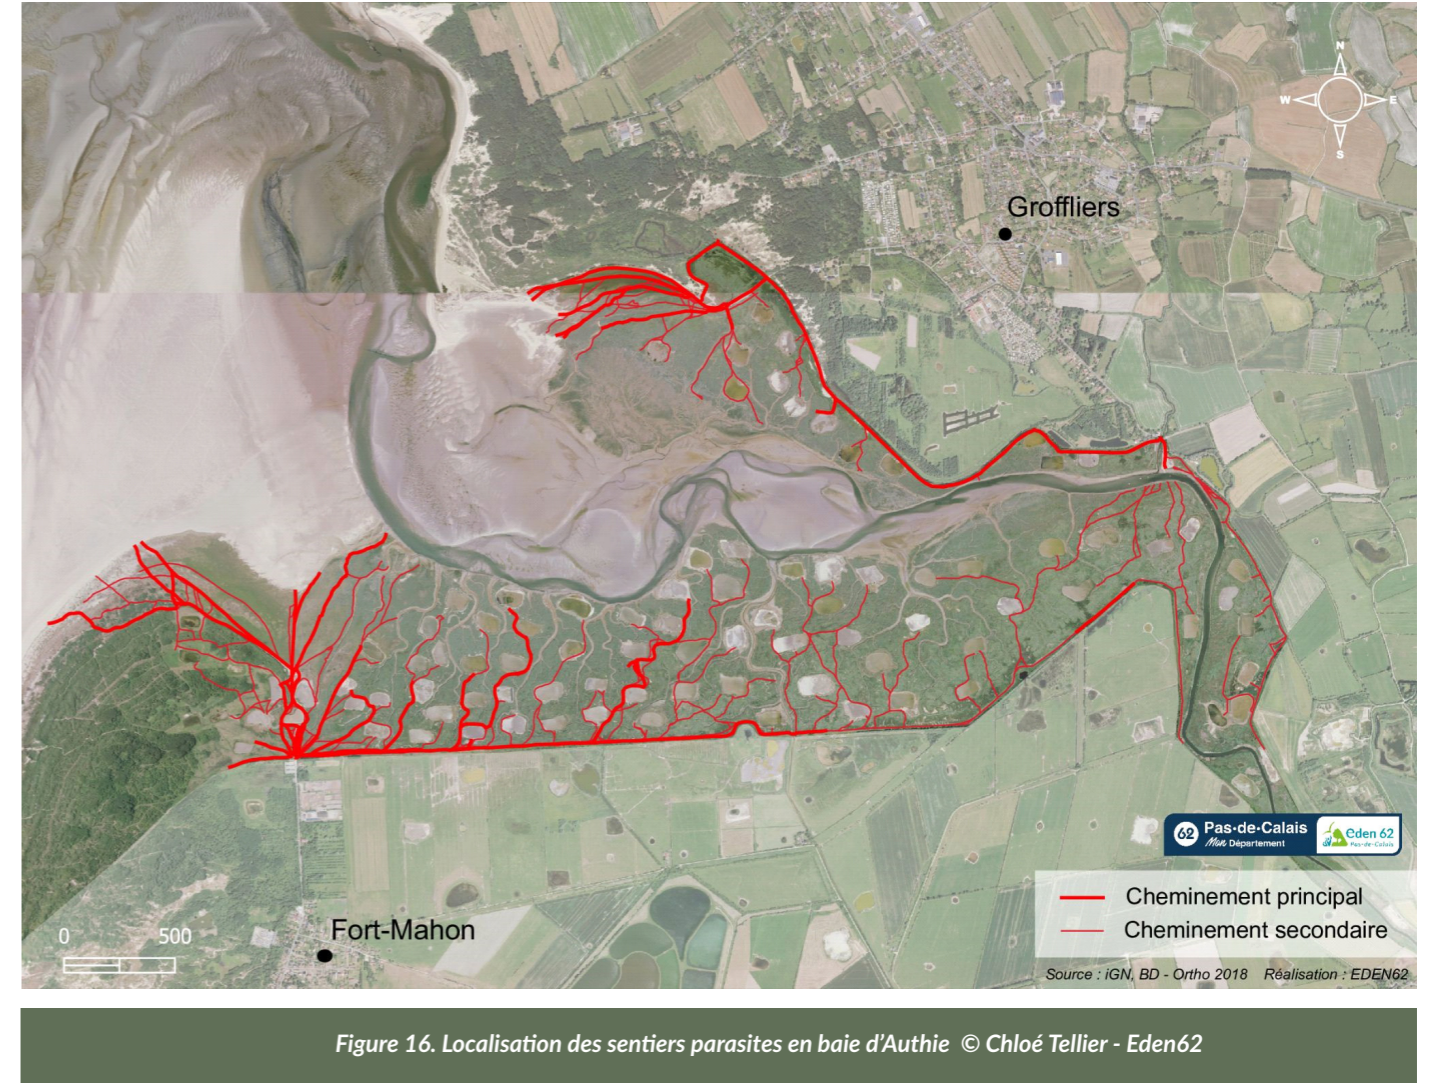 N
W E
S
Groffliers
62 Pas-de-Calais
Mon Département
eden 62
Pas-de-Calais
Cheminement principal
Cheminement secondaire
0 500
Fort-Mahon
Source : iGN, BD - Ortho 2018 Réalisation : EDEN62
Figure 16. Localisation des sentiers parasites en baie d'Authie © Chloé Tellier - Eden62